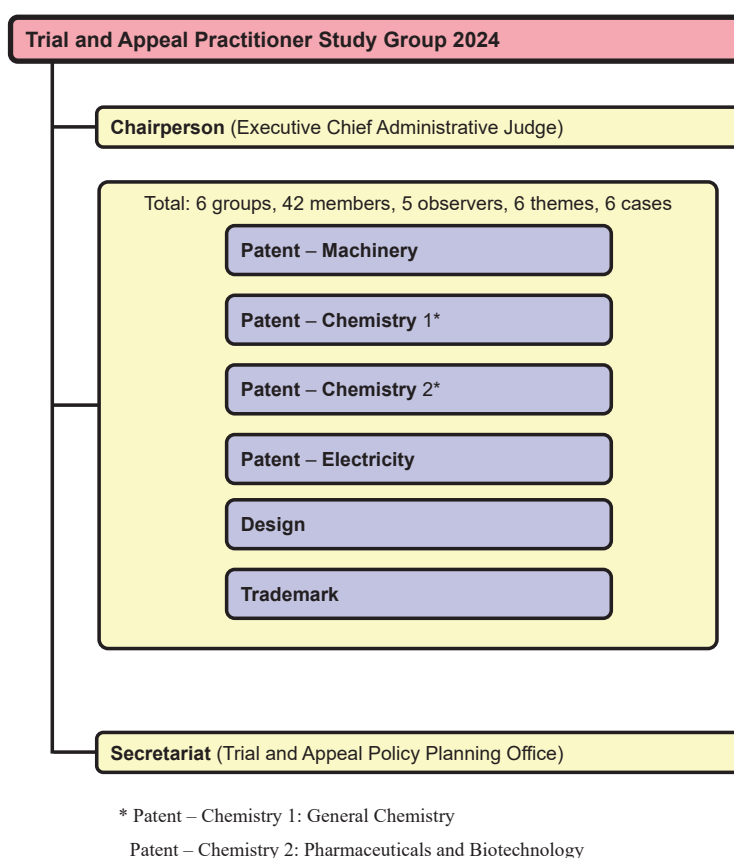 Trial and Appeal Practitioner Study Group 2024
Chairperson (Executive Chief Administrative Judge)
Total: 6 groups, 42 members, 5 observers, 6 themes, 6 cases
Patent – Machinery
Patent – Chemistry 1*
Patent – Chemistry 2*
Patent – Electricity
Design
Trademark
Secretariat (Trial and Appeal Policy Planning Office)
* Patent – Chemistry 1: General Chemistry
Patent – Chemistry 2: Pharmaceuticals and Biotechnology